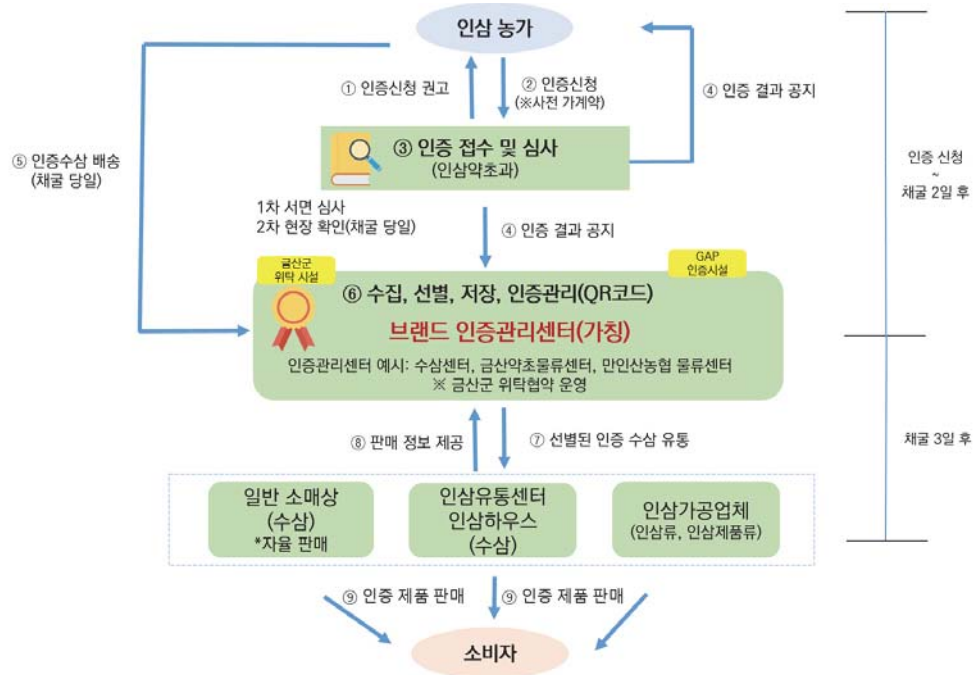 인삼 농가
① 인증신청 권고
② 인증신청
(※사전 가계약)
④ 인증 결과 공지
③ 인증 접수 및 심사
(인삼약초과)
⑤ 인증수삼 배송
(채굴 당일)
인증 신청
~
채굴 2일 후
1차 서면 심사
2차 현장 확인(채굴 당일)
④ 인증 결과 공지
금산군
위탁 시설
GAP
인증시설
⑥ 수집, 선별, 저장, 인증관리(QR코드)
브랜드 인증관리센터(가칭)
인증관리센터 예시: 수삼센터, 금산약초물류센터, 만인산농협 물류센터
※ 금산군 위탁협약 운영
⑧ 판매 정보 제공
⑦ 선별된 인증 수삼 유통
채굴 3일 후
일반 소매상
(수삼)
*자율 판매
인삼유통센터
인삼하우스
(수삼)
인삼가공업체
(인삼류, 인삼제품류)
⑨ 인증 제품 판매
⑨ 인증 제품 판매
소비자